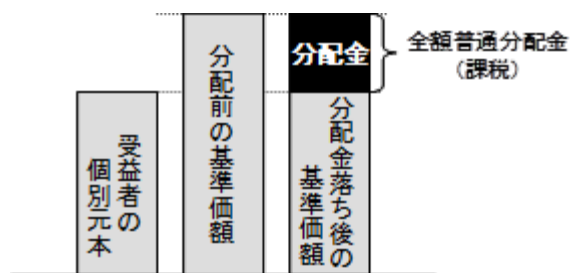 受益者の
個別元本
分配前の基準価額
分配金
分配金落ち後の
基準価額
全額普通分配金
(課税)